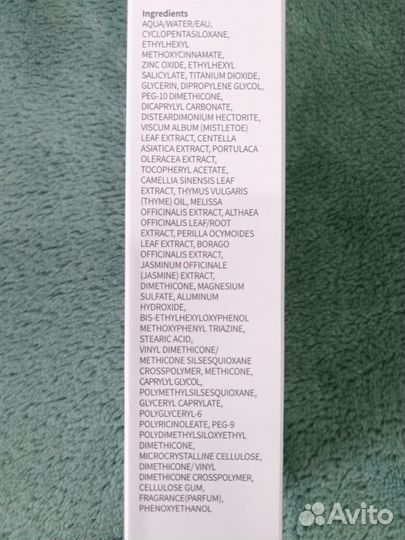 Ingredients
AQUA/WATER/EAU,
CYCLOPENTASILOXANE,
ETHYLHEXYL
METHOXYCINNAMATE,
ZINC OXIDE, ETHYLHEXYL
SALICYLATE, TITANIUM DIOXIDE,
GLYCERIN, DIPROPYLENE GLYCOL,
PEG-10 DIMETHICONE,
DICAPRYLYL CARBONATE,
DISTEARDIMONIUM HECTORITE,
VISCUM ALBUM (MISTLETOE)
LEAF EXTRACT, CENTELLA
ASIATICA EXTRACT, PORTULACA
OLERACEA EXTRACT,
TOCOPHERYL ACETATE,
CAMELLIA SINENSIS LEAF
EXTRACT, THYMUS VULGARIS
(THYME) OIL, MELISSA
OFFICINALIS EXTRACT, ALTHAEA
OFFICINALIS LEAF/ROOT
EXTRACT, PERILLA OCYMOIDES
LEAF EXTRACT, BORAGO
OFFICINALIS EXTRACT,
JASMINUM OFFICINALE
(JASMINE) EXTRACT,
DIMETHICONE, MAGNESIUM
SULFATE, ALUMINUM
HYDROXIDE,
BIS-ETHYLHEXYLOXYPHENOL
METHOXYPHENYL TRIAZINE,
STEARIC ACID,
VINYL DIMETHICONE/
METHICONE SILSESQUIOXANE
CROSSPOLYMER, METHICONE,
CAPRYLYL GLYCOL,
POLYMETHYLSILSESQUIOXANE,
GLYCERYL CAPRYLATE,
POLYGLYCERYL-6
POLYRICINOLEATE, PEG-9
POLYDIMETHYLSILOXYETHYL
DIMETHICONE,
MICROCRYSTALLINE CELLULOSE,
DIMETHICONE/ VINYL
DIMETHICONE CROSSPOLYMER,
CELLULOSE GUM,
FRAGRANCE(PARFUM),
PHENOXYETHANOL
Avito